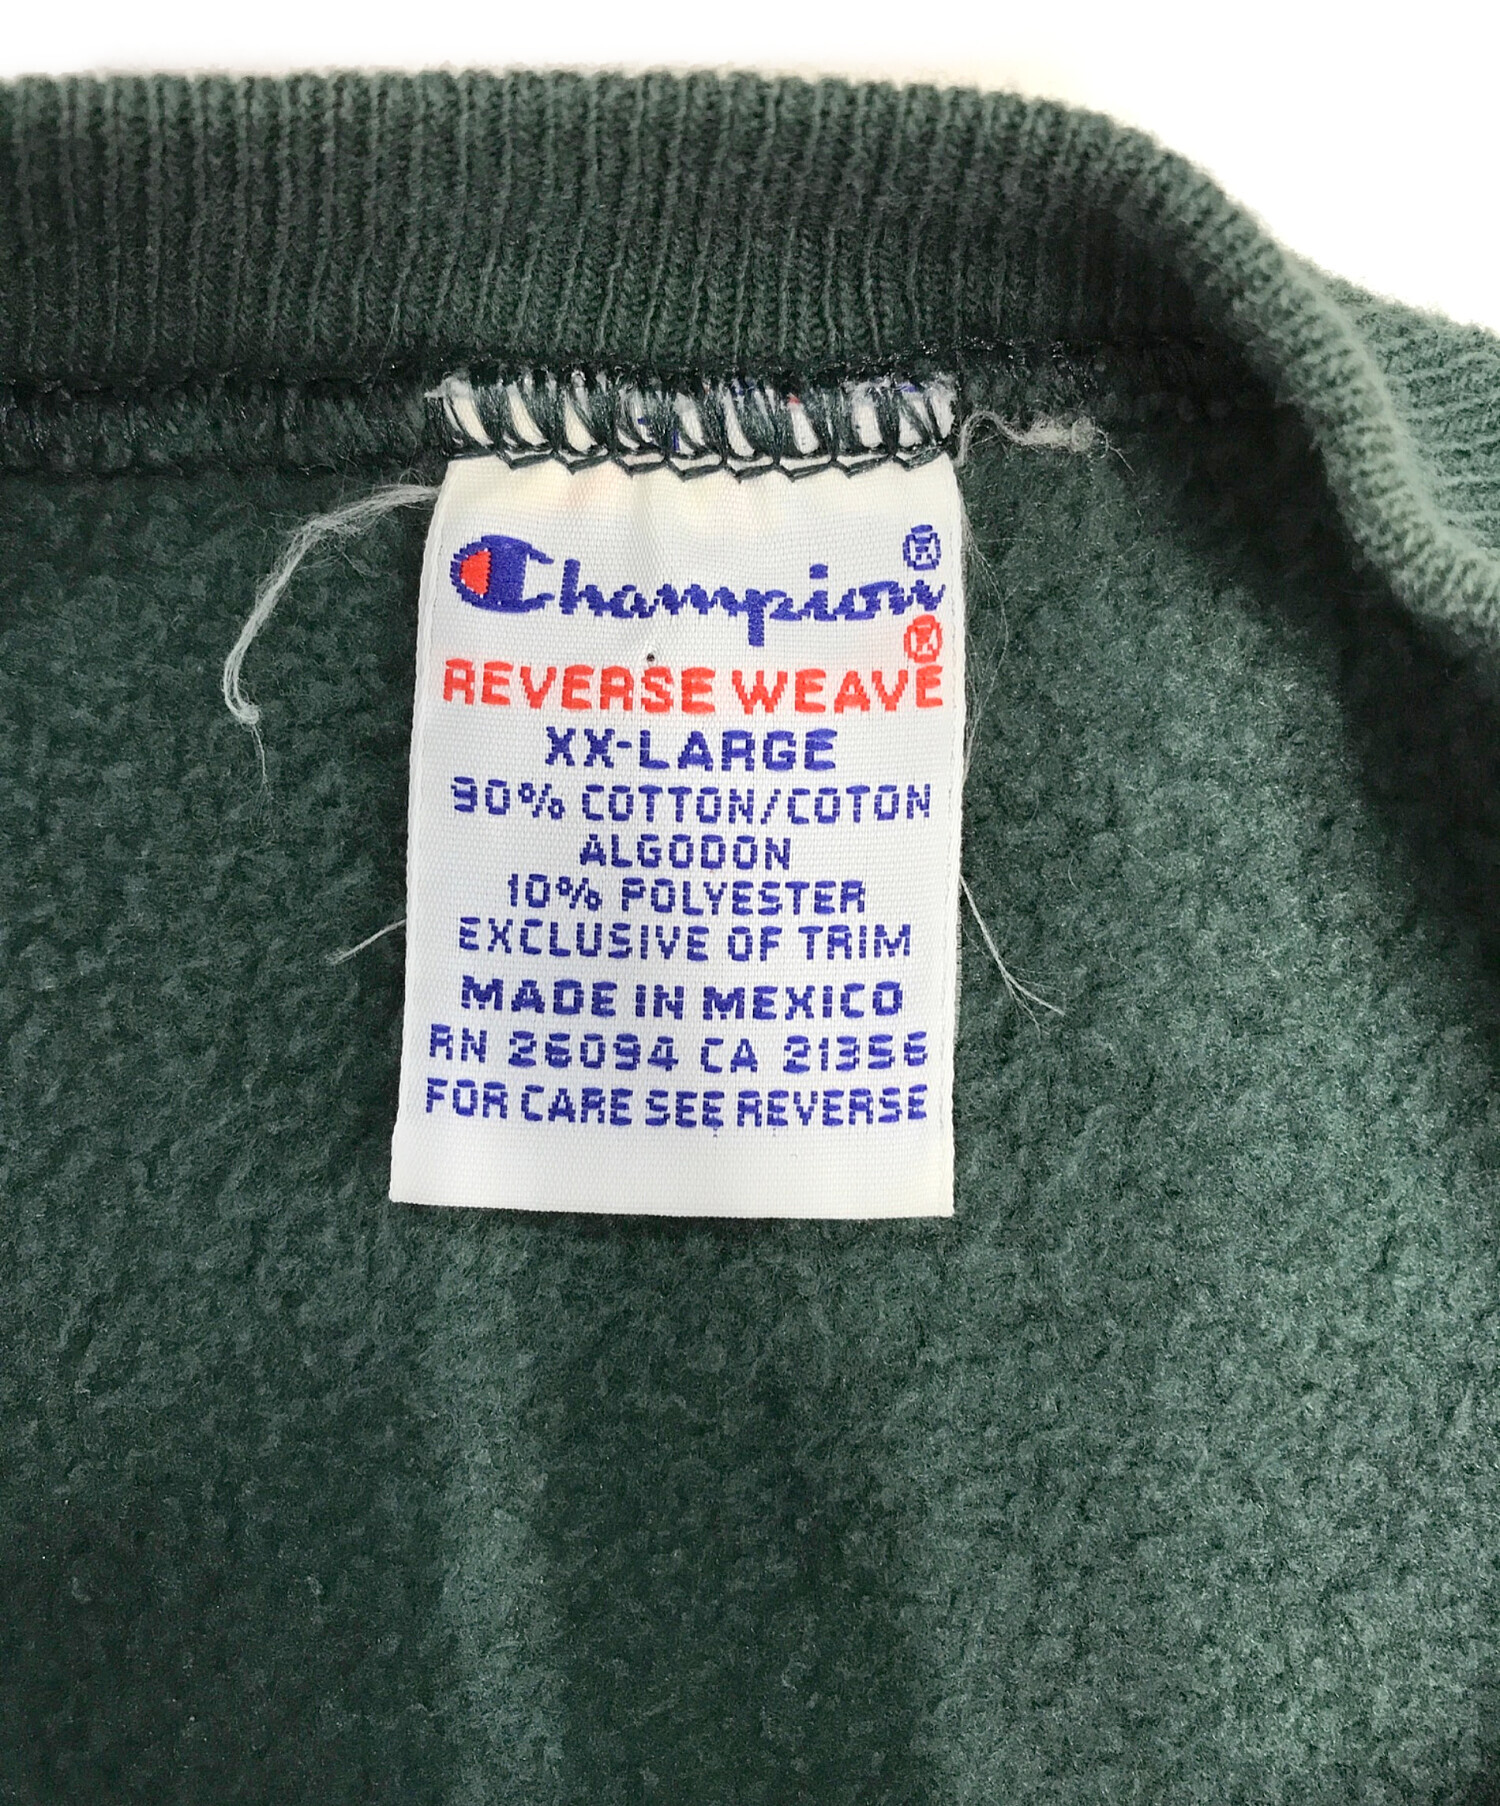 Champion®
®
REVERSE WEAVE
XX-LARGE
90% COTTON/COTON
ALGODON
10% POLYESTER
EXCLUSIVE OF TRIM
MADE IN MEXICO
RN 26094 CA 21356
FOR CARE SEE REVERSE